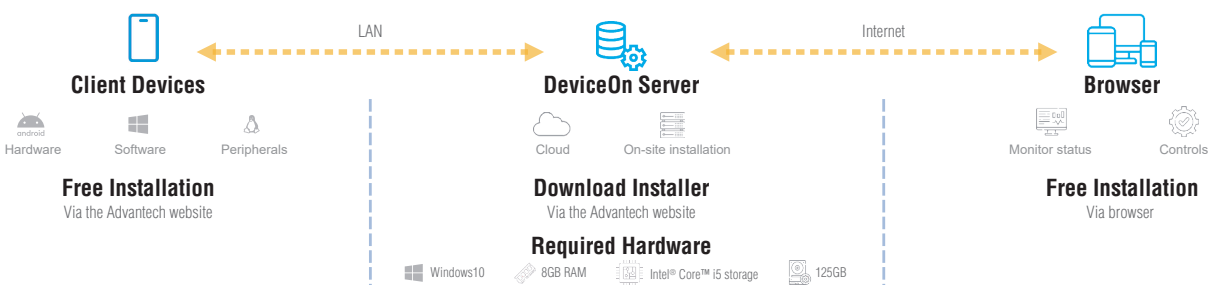 LAN
Internet
Client Devices
DeviceOn Server
Browser
android
Hardware
Software
Peripherals
Cloud
On-site installation
Monitor status
Controls
Free Installation
Via the Advantech website
Download Installer
Via the Advantech website
Free Installation
Via browser
Required Hardware
Windows10
8GB RAM
Intel® Core™ i5 storage
125GB